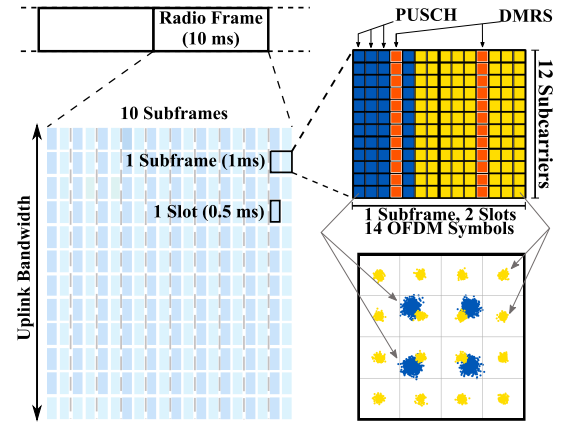 Radio Frame
(10 ms)
PUSCH
DMRS
10 Subframes
1 Subframe (1ms)
1 Slot (0.5 ms)
Uplink Bandwidth
12 Subcarriers
1 Subframe, 2 Slots
14 OFDM Symbols